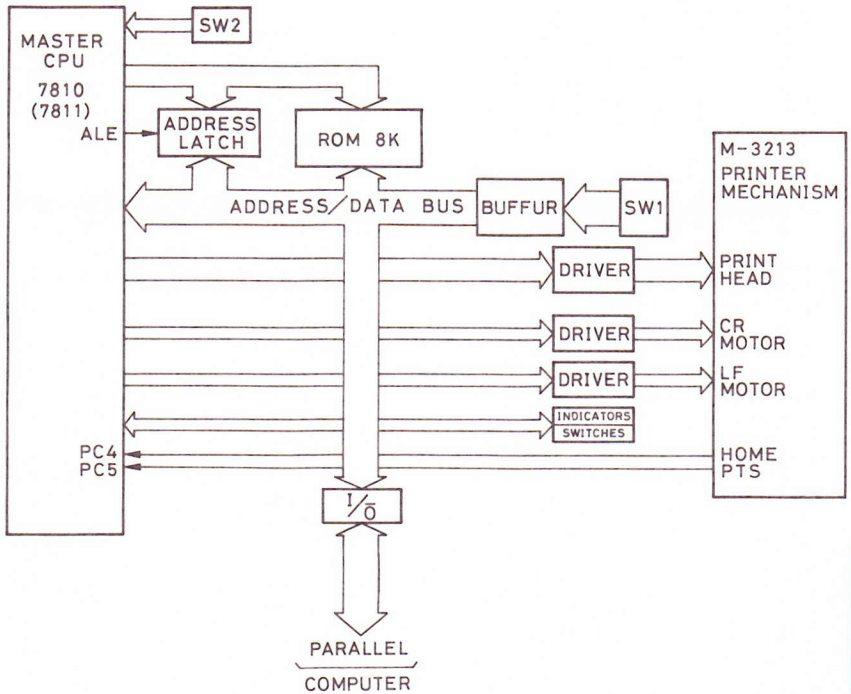 MASTER
CPU
7810
(7811)
ALE
SW2
ADDRESS
LATCH
ROM 8K
ADDRESS/DATA BUS
BUFFUR
SW1
M-3213
PRINTER
MECHANISM
DRIVER
PRINT
HEAD
DRIVER
CR
MOTOR
DRIVER
LF
MOTOR
INDICATORS
SWITCHES
PC4
PC5
HOME
PTS
I/O̅
PARALLEL
COMPUTER